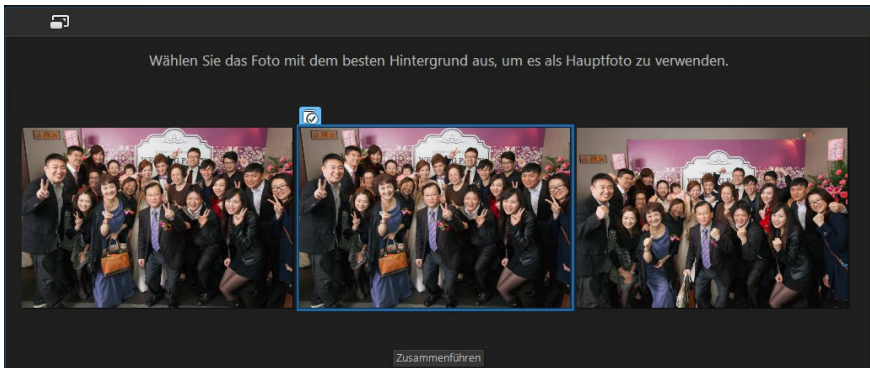 Wählen Sie das Foto mit dem besten Hintergrund aus, um es als Hauptfoto zu verwenden.
Zusammenführen